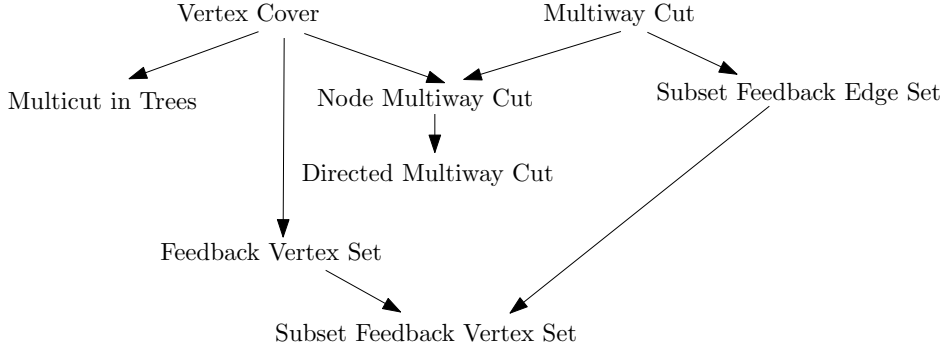 Vertex Cover
Multiway Cut
Multicut in Trees
Node Multiway Cut
Subset Feedback Edge Set
Directed Multiway Cut
Feedback Vertex Set
Subset Feedback Vertex Set